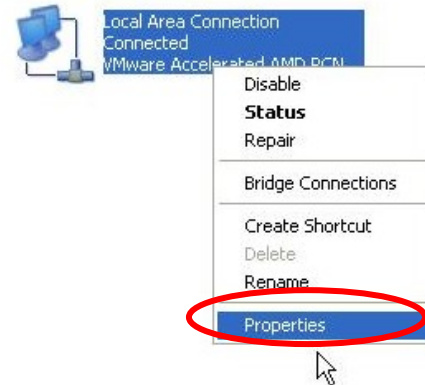 Local Area Connection
Connected
VMware Accelerated AMD PCN
Disable
Status
Repair
Bridge Connections
Create Shortcut
Delete
Rename
Properties